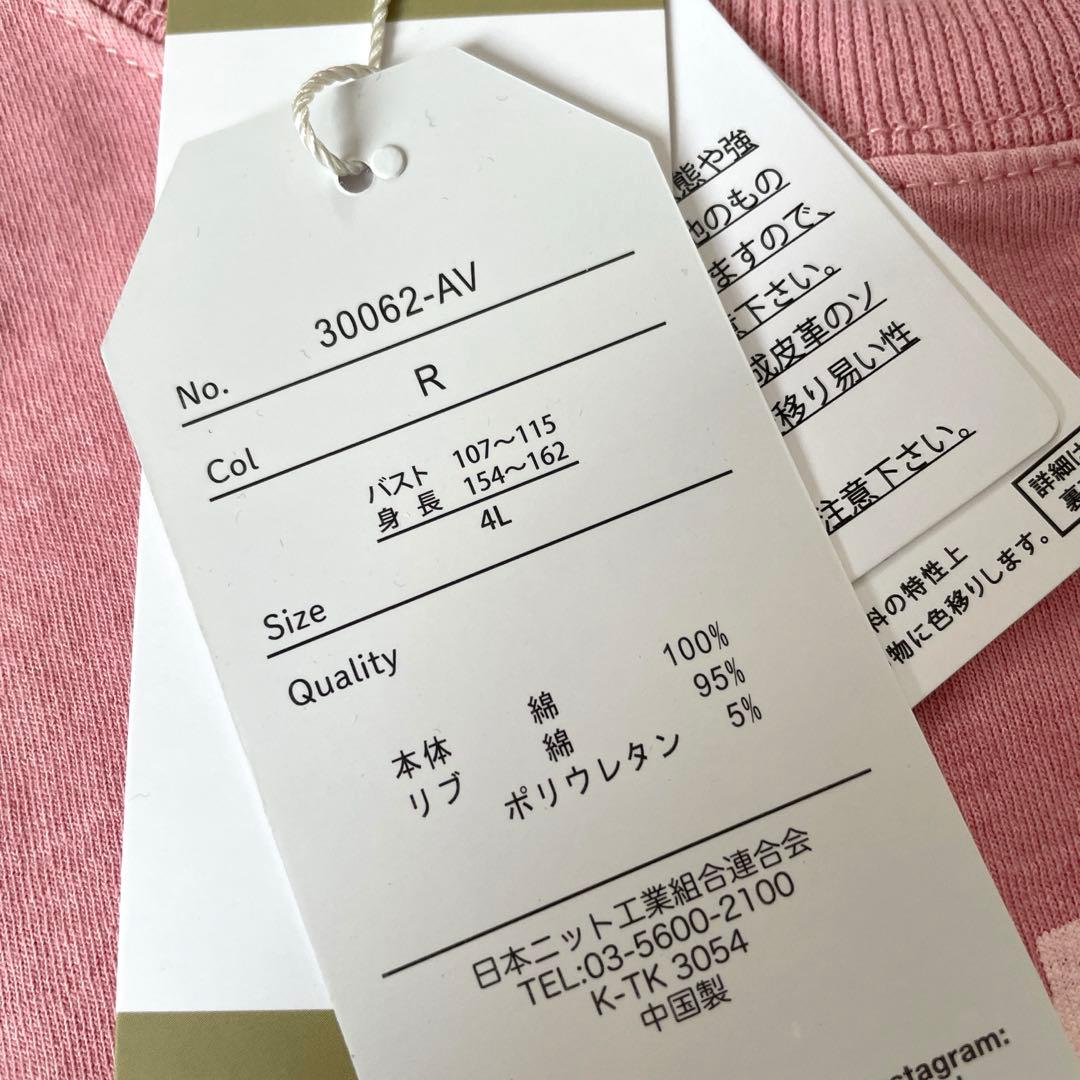 30062-AV
No.
R
Col
バスト 107～115
身 長 154～162
4L
Size
Quality
本体 綿 100%
リブ 綿 95%
ポリウレタン 5%
日本ニット工業組合連合会
TEL:03-5600-2100
K-TK 3054
中国製
stagram:
態や強
他のもの
ますので、
下さい。
成皮革のソ
移り易い性
注意下さい。
詳細は
裏
料の特性上
物に色移りします。